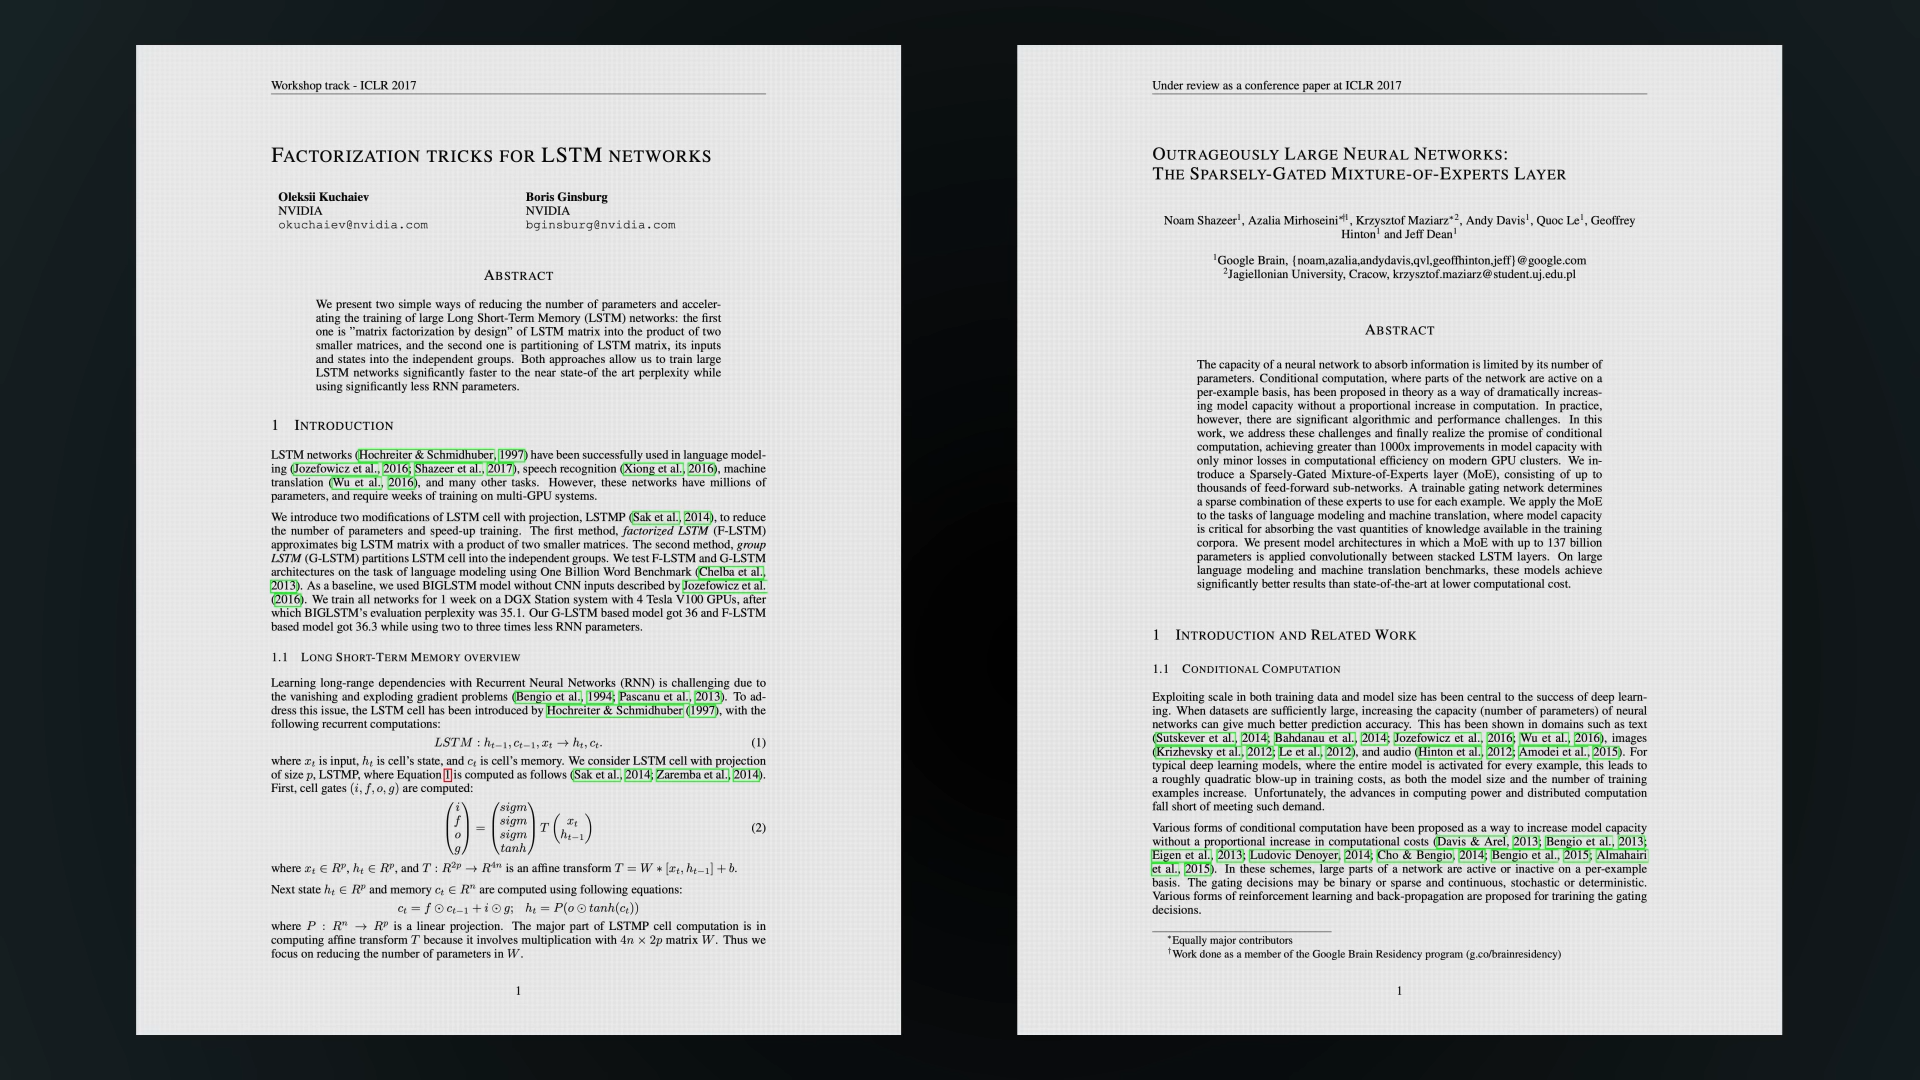 Workshop track - ICLR 2017
FACTORIZATION TRICKS FOR LSTM NETWORKS
Oleksii Kuchaiev
NVIDIA
okuchaiev@nvidia.com
Boris Ginsburg
NVIDIA
bginsburg@nvidia.com
ABSTRACT
We present two simple ways of reducing the number of parameters and acceler-
ating the training of large Long Short-Term Memory (LSTM) networks: the first
one is ”matrix factorization by design” of LSTM matrix into the product of two
smaller matrices, and the second one is partitioning of LSTM matrix, its inputs
and states into the independent groups. Both approaches allow us to train large
LSTM networks significantly faster to the near state-of the art perplexity while
using significantly less RNN parameters.
1 INTRODUCTION
LSTM networks (Hochreiter & Schmidhuber, 1997) have been successfully used in language model-
ing (Jozefowicz et al., 2016; Shazeer et al., 2017), speech recognition (Xiong et al., 2016), machine
translation (Wu et al., 2016), and many other tasks. However, these networks have millions of
parameters, and require weeks of training on multi-GPU systems.
We introduce two modifications of LSTM cell with projection, LSTMP (Sak et al., 2014), to reduce
the number of parameters and speed-up training. The first method, factorized LSTM (F-LSTM)
approximates big LSTM matrix with a product of two smaller matrices. The second method, group
LSTM (G-LSTM) partitions LSTM cell into the independent groups. We test F-LSTM and G-LSTM
architectures on the task of language modeling using One Billion Word Benchmark (Chelba et al.,
2013). As a baseline, we used BIGLSTM model without CNN inputs described by Jozefowicz et al.
(2016). We train all networks for 1 week on a DGX Station system with 4 Tesla V100 GPUs, after
which BIGLSTM's evaluation perplexity was 35.1. Our G-LSTM based model got 36 and F-LSTM
based model got 36.3 while using two to three times less RNN parameters.
1.1 LONG SHORT-TERM MEMORY OVERVIEW
Learning long-range dependencies with Recurrent Neural Networks (RNN) is challenging due to
the vanishing and exploding gradient problems (Bengio et al., 1994; Pascanu et al., 2013). To ad-
dress this issue, the LSTM cell has been introduced by Hochreiter & Schmidhuber (1997), with the
following recurrent computations:
LSTM : h_{t−1}, c_{t−1}, x_t → h_t, c_t. (1)
where x_t is input, h_t is cell's state, and c_t is cell's memory. We consider LSTM cell with projection
of size p, LSTMP, where Equation 1 is computed as follows (Sak et al., 2014; Zaremba et al., 2014).
First, cell gates (i, f, o, g) are computed:
(i f o g) = (sigm sigm sigm tanh) T (x_t h_{t−1}) (2)
where x_t ∈ R^p, h_t ∈ R^p, and T : R^{2p} → R^{4n} is an affine transform T = W ∗ [x_t, h_{t−1}] + b.
Next state h_t ∈ R^p and memory c_t ∈ R^n are computed using following equations:
c_t = f ⊙ c_{t−1} + i ⊙ g; h_t = P(o ⊙ tanh(c_t))
where P : R^n → R^p is a linear projection. The major part of LSTMP cell computation is in
computing affine transform T because it involves multiplication with 4n × 2p matrix W. Thus we
focus on reducing the number of parameters in W.
1
Under review as a conference paper at ICLR 2017
OUTRAGEOUSLY LARGE NEURAL NETWORKS:
THE SPARSELY-GATED MIXTURE-OF-EXPERTS LAYER
Noam Shazeer¹, Azalia Mirhoseini*†¹, Krzysztof Maziarz*², Andy Davis¹, Quoc Le¹, Geoffrey
Hinton¹ and Jeff Dean¹
¹Google Brain, {noam,azalia,andydavis,qvl,geoffhinton,jeff}@google.com
²Jagiellonian University, Cracow, krzysztof.maziarz@student.uj.edu.pl
ABSTRACT
The capacity of a neural network to absorb information is limited by its number of
parameters. Conditional computation, where parts of the network are active on a
per-example basis, has been proposed in theory as a way of dramatically increas-
ing model capacity without a proportional increase in computation. In practice,
however, there are significant algorithmic and performance challenges. In this
work, we address these challenges and finally realize the promise of conditional
computation, achieving greater than 1000x improvements in model capacity with
only minor losses in computational efficiency on modern GPU clusters. We in-
troduce a Sparsely-Gated Mixture-of-Experts layer (MoE), consisting of up to
thousands of feed-forward sub-networks. A trainable gating network determines
a sparse combination of these experts to use for each example. We apply the MoE
to the tasks of language modeling and machine translation, where model capacity
is critical for absorbing the vast quantities of knowledge available in the training
corpora. We present model architectures in which a MoE with up to 137 billion
parameters is applied convolutionally between stacked LSTM layers. On large
language modeling and machine translation benchmarks, these models achieve
significantly better results than state-of-the-art at lower computational cost.
1 INTRODUCTION AND RELATED WORK
1.1 CONDITIONAL COMPUTATION
Exploiting scale in both training data and model size has been central to the success of deep learn-
ing. When datasets are sufficiently large, increasing the capacity (number of parameters) of neural
networks can give much better prediction accuracy. This has been shown in domains such as text
(Sutskever et al., 2014; Bahdanau et al., 2014; Jozefowicz et al., 2016; Wu et al., 2016), images
(Krizhevsky et al., 2012; Le et al., 2012), and audio (Hinton et al., 2012; Amodei et al., 2015). For
typical deep learning models, where the entire model is activated for every example, this leads to
a roughly quadratic blow-up in training costs, as both the model size and the number of training
examples increase. Unfortunately, the advances in computing power and distributed computation
fall short of meeting such demand.
Various forms of conditional computation have been proposed as a way to increase model capacity
without a proportional increase in computational costs (Davis & Arel, 2013; Bengio et al., 2013;
Eigen et al., 2013; Ludovic Denoyer, 2014; Cho & Bengio, 2014; Bengio et al., 2015; Almahairi
et al., 2015). In these schemes, large parts of a network are active or inactive on a per-example
basis. The gating decisions may be binary or sparse and continuous, stochastic or deterministic.
Various forms of reinforcement learning and back-propagation are proposed for trarining the gating
decisions.
*Equally major contributors
†Work done as a member of the Google Brain Residency program (g.co/brainresidency)
1